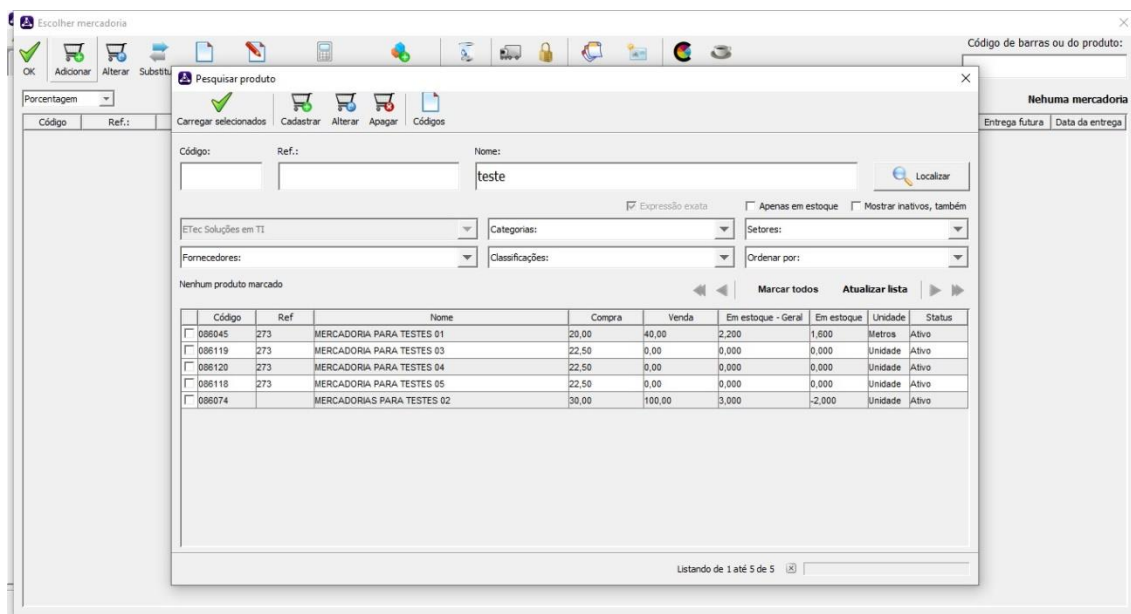 Escolher mercadoria
Código de barras ou do produto:
OK Adicionar Alterar Substitu
Pesquisar produto
Porcentagem
Nehuma mercadoria
Carregar selecionados Cadastrar Alterar Apagar Códigos
Código Ref.: Entrega futura Data da entrega
Código: Ref.: Nome:
teste Localizar
Expressão exata Apenas em estoque Mostrar inativos, também
ETec Soluções em TI Categorias: Setores:
Fornecedores: Classificações: Ordenar por:
Nenhum produto marcado Marcar todos Atualizar lista
Código Ref Nome Compra Venda Em estoque - Geral Em estoque Unidade Status
086045 273 MERCADORIA PARA TESTES 01 20,00 40,00 2,200 1,600 Metros Ativo
086119 273 MERCADORIA PARA TESTES 03 22,50 0,00 0,000 0,000 Unidade Ativo
086120 273 MERCADORIA PARA TESTES 04 22,50 0,00 0,000 0,000 Unidade Ativo
086118 273 MERCADORIA PARA TESTES 05 22,50 0,00 0,000 0,000 Unidade Ativo
086074 MERCADORIAS PARA TESTES 02 30,00 100,00 3,000 -2,000 Unidade Ativo
Listando de 1 até 5 de 5